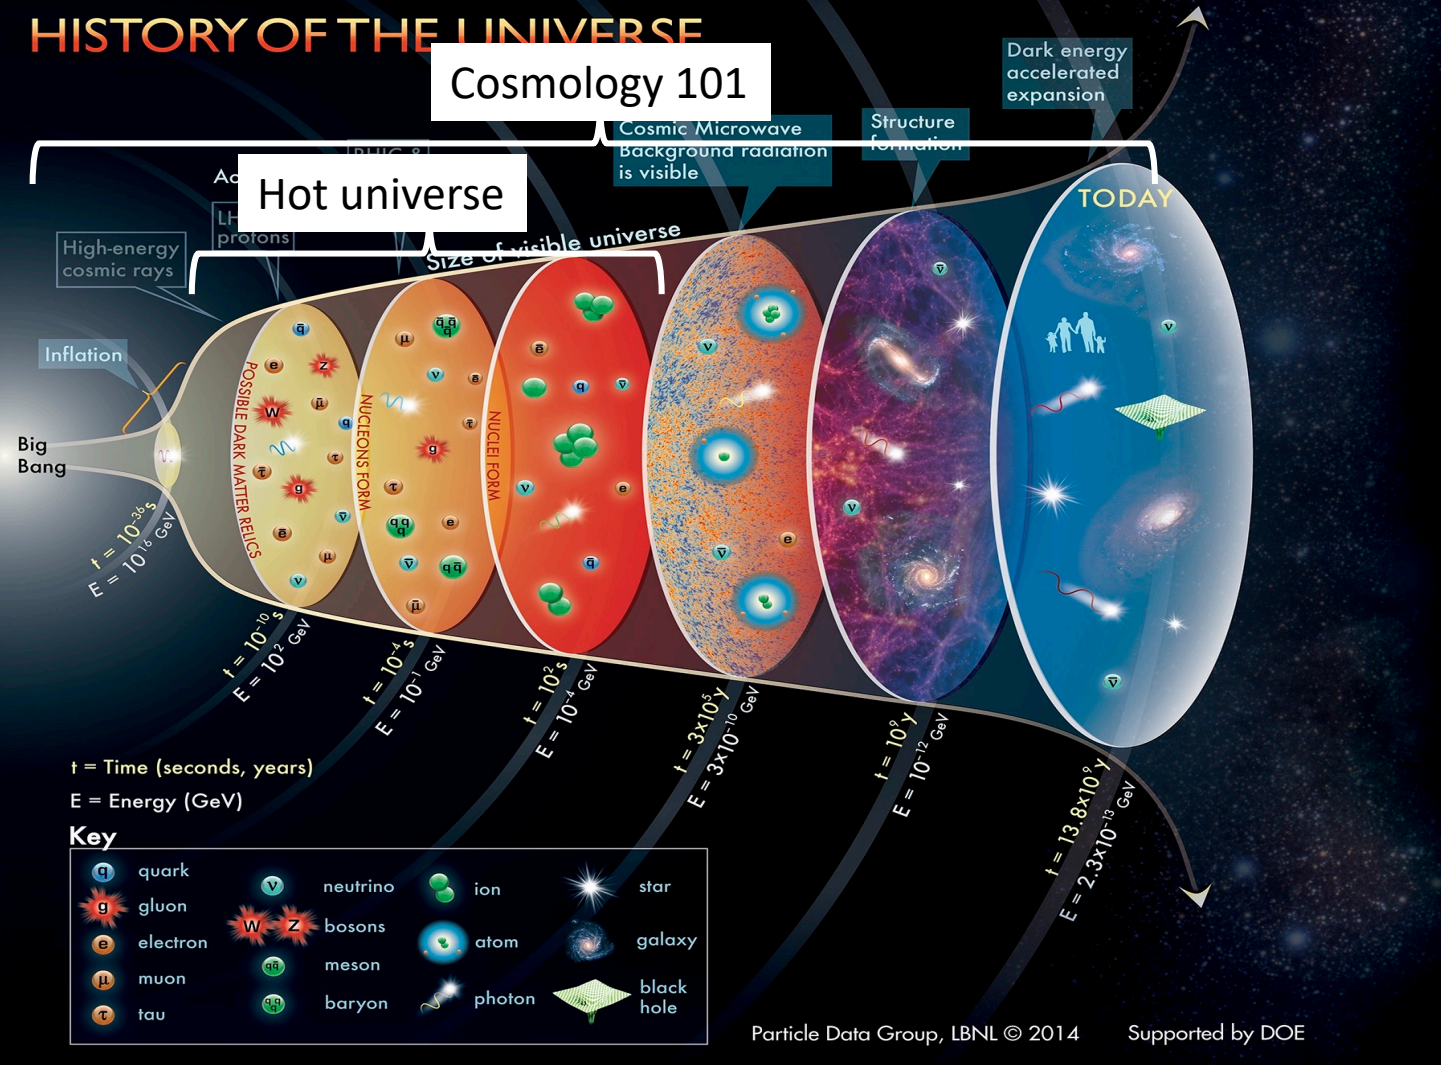 HISTORY OF THE UNIVERSE
Cosmology 101
Dark energy
accelerated
expansion
Cosmic Microwave
Background radiation
is visible
Structure
formation
Hot universe
protons
High-energy
cosmic rays
Size of visible universe
TODAY
Inflation
Big
Bang
POSSIBLE DARK MATTER RELICS
NUCLEONS FORM
NUCLEI FORM
t = 10⁻³⁶ s
E = 10¹⁶ GeV
t = 10⁻¹⁰ s
E = 10² GeV
t = 10⁻⁴ s
E = 10⁻¹ GeV
t = 10² s
E = 10⁻⁴ GeV
t = 3x10⁵ y
E = 3x10⁻¹⁰ GeV
t = 10⁹ y
E = 10⁻¹² GeV
t = 13.8x10⁹ y
E = 2.3x10⁻¹³ GeV
t = Time (seconds, years)
E = Energy (GeV)
Key
q quark
g gluon
e electron
μ muon
τ tau
ν neutrino
W Z bosons
qq̄ meson
qqq baryon
ion
atom
photon
star
galaxy
black
hole
Particle Data Group, LBNL © 2014 Supported by DOE